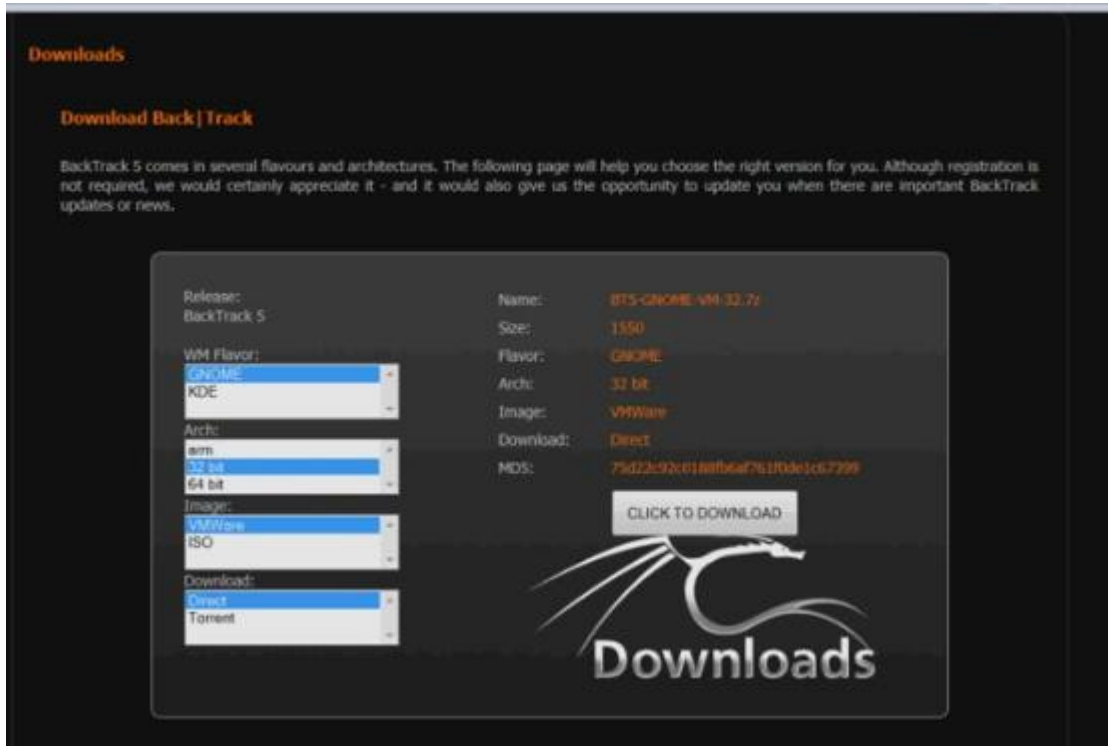 Downloads
Download Back|Track
BackTrack 5 comes in several flavours and architectures. The following page will help you choose the right version for you. Although registration is
not required, we would certainly appreciate it - and it would also give us the opportunity to update you when there are important BackTrack
updates or news.
Release:
BackTrack 5
WM Flavor:
GNOME
KDE
Arch:
arm
32 bit
64 bit
Image:
VMWare
ISO
Download:
Direct
Torrent
Name: BT5-GNOME-VM-32.7z
Size: 1550
Flavor: GNOME
Arch: 32 bit
Image: VMWare
Download: Direct
MD5:
CLICK TO DOWNLOAD
Downloads